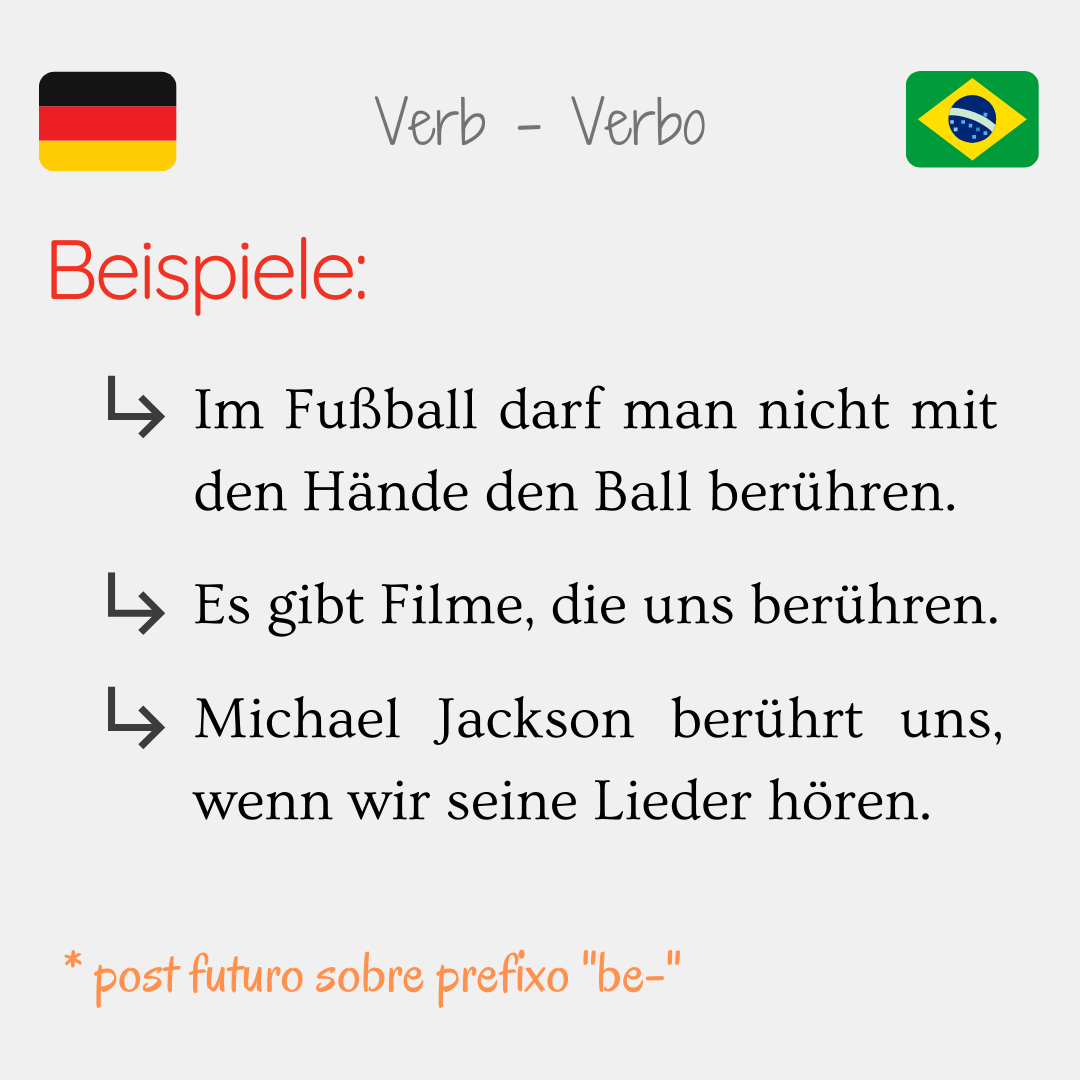 Verb - Verbo
Beispiele:
Im Fußball darf man nicht mit
den Hände den Ball berühren.
Es gibt Filme, die uns berühren.
Michael Jackson berührt uns,
wenn wir seine Lieder hören.
* post futuro sobre prefixo "be-"